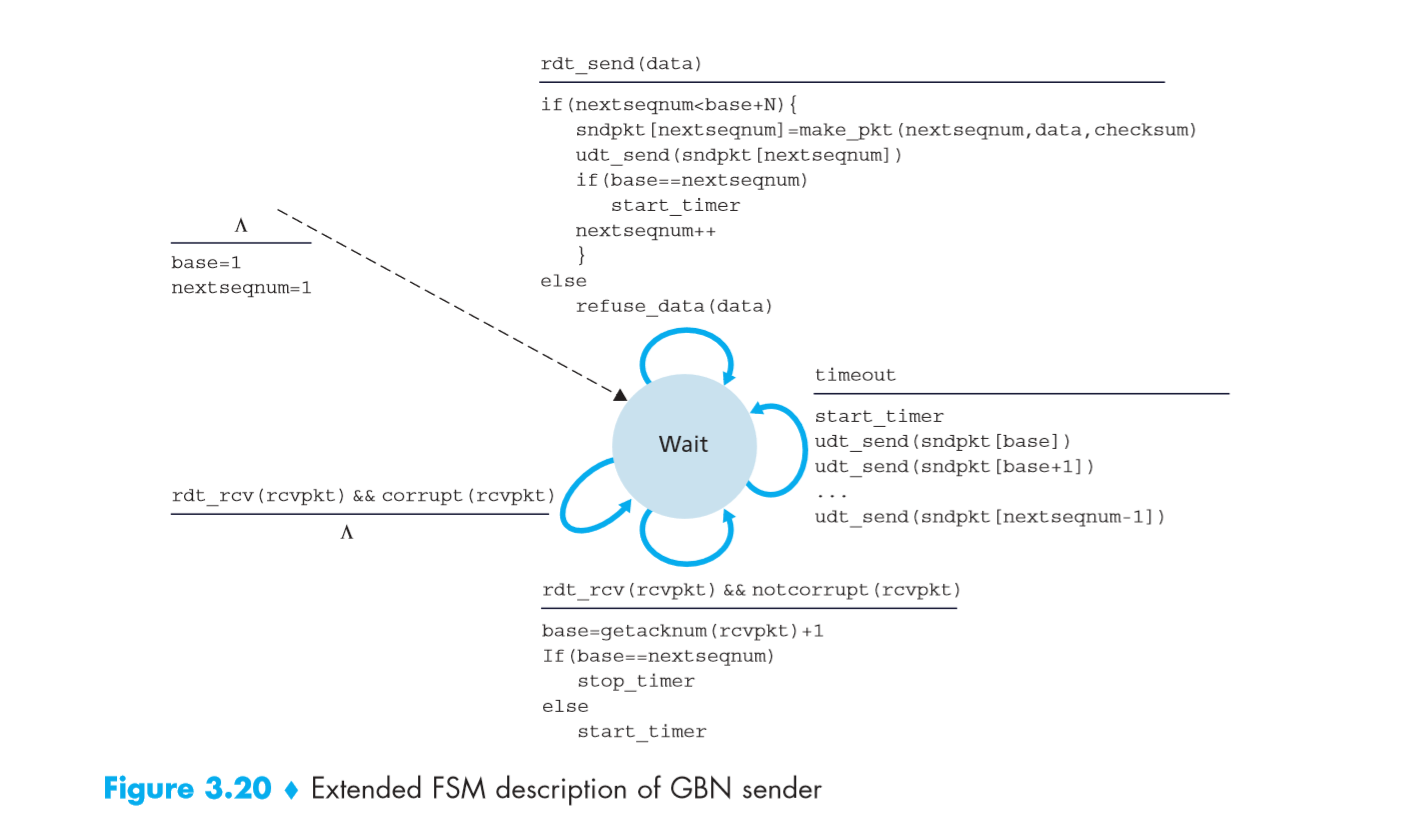 rdt_send(data)
if(nextseqnum<base+N){
sndpkt[nextseqnum]=make_pkt(nextseqnum,data,checksum)
udt_send(sndpkt[nextseqnum])
if(base==nextseqnum)
start_timer
nextseqnum++
}
else
refuse_data(data)
Λ
base=1
nextseqnum=1
Wait
timeout
start_timer
udt_send(sndpkt[base])
udt_send(sndpkt[base+1])
...
udt_send(sndpkt[nextseqnum-1])
rdt_rcv(rcvpkt) && corrupt(rcvpkt)
Λ
rdt_rcv(rcvpkt) && notcorrupt(rcvpkt)
base=getacknum(rcvpkt)+1
If(base==nextseqnum)
stop_timer
else
start_timer
Figure 3.20 ♦ Extended FSM description of GBN sender